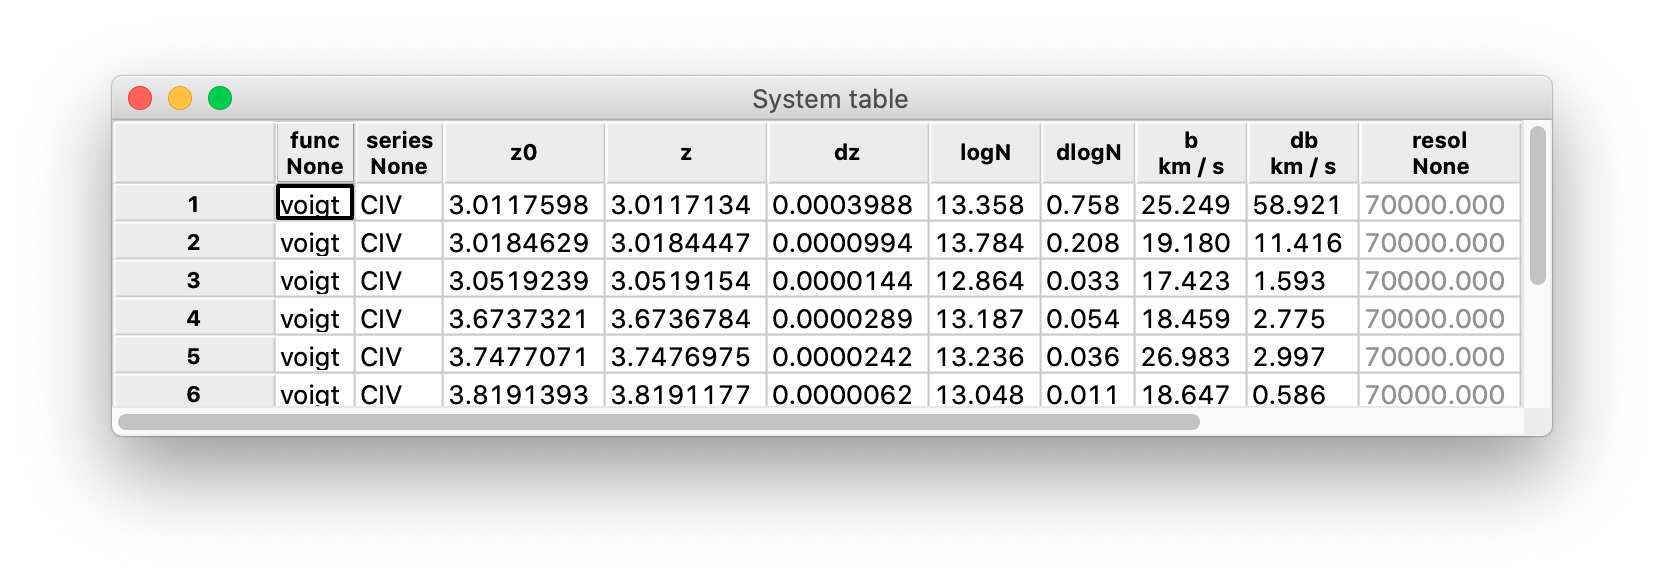 System table
func None series None z0 z dz logN dlogN b km / s db km / s resol None
1 voigt CIV 3.0117598 3.0117134 0.0003988 13.358 0.758 25.249 58.921 70000.000
2 voigt CIV 3.0184629 3.0184447 0.0000994 13.784 0.208 19.180 11.416 70000.000
3 voigt CIV 3.0519239 3.0519154 0.0000144 12.864 0.033 17.423 1.593 70000.000
4 voigt CIV 3.6737321 3.6736784 0.0000289 13.187 0.054 18.459 2.775 70000.000
5 voigt CIV 3.7477071 3.7476975 0.0000242 13.236 0.036 26.983 2.997 70000.000
6 voigt CIV 3.8191393 3.8191177 0.0000062 13.048 0.011 18.647 0.586 70000.000